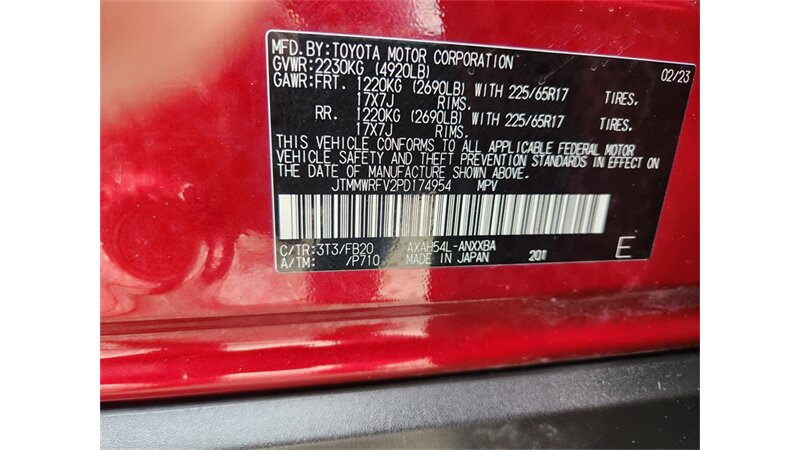 MFD. BY: TOYOTA MOTOR CORPORATION 02/23
GVWR: 2230KG (4920LB)
GAWR: FRT. 1220KG (2690LB) WITH 225/65R17 TIRES.
17X7J RIMS.
RR. 1220KG (2690LB) WITH 225/65R17 TIRES.
17X7J RIMS.
THIS VEHICLE CONFORMS TO ALL APPLICABLE FEDERAL MOTOR
VEHICLE SAFETY AND THEFT PREVENTION STANDARDS IN EFFECT ON
THE DATE OF MANUFACTURE SHOWN ABOVE.
JTMMWRFV2PD174954 MPV
C/TR: 3T3/FB20 AXAH54L-ANXXBA
A/TM: /P710 MADE IN JAPAN 201 E